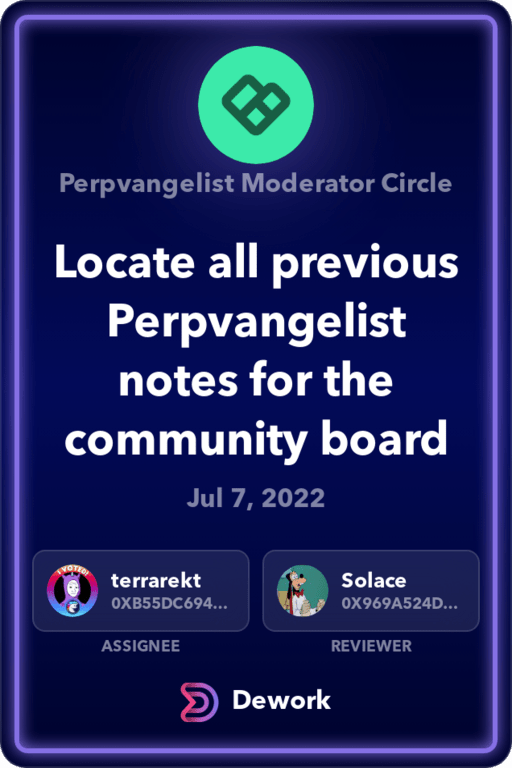 Perpvangelist Moderator Circle
Locate all previous
Perpvangelist
notes for the
community board
Jul 7, 2022
I VOTED!
terrarekt
0XB55DC694...
Solace
0X969A524D...
ASSIGNEE
REVIEWER
Dework